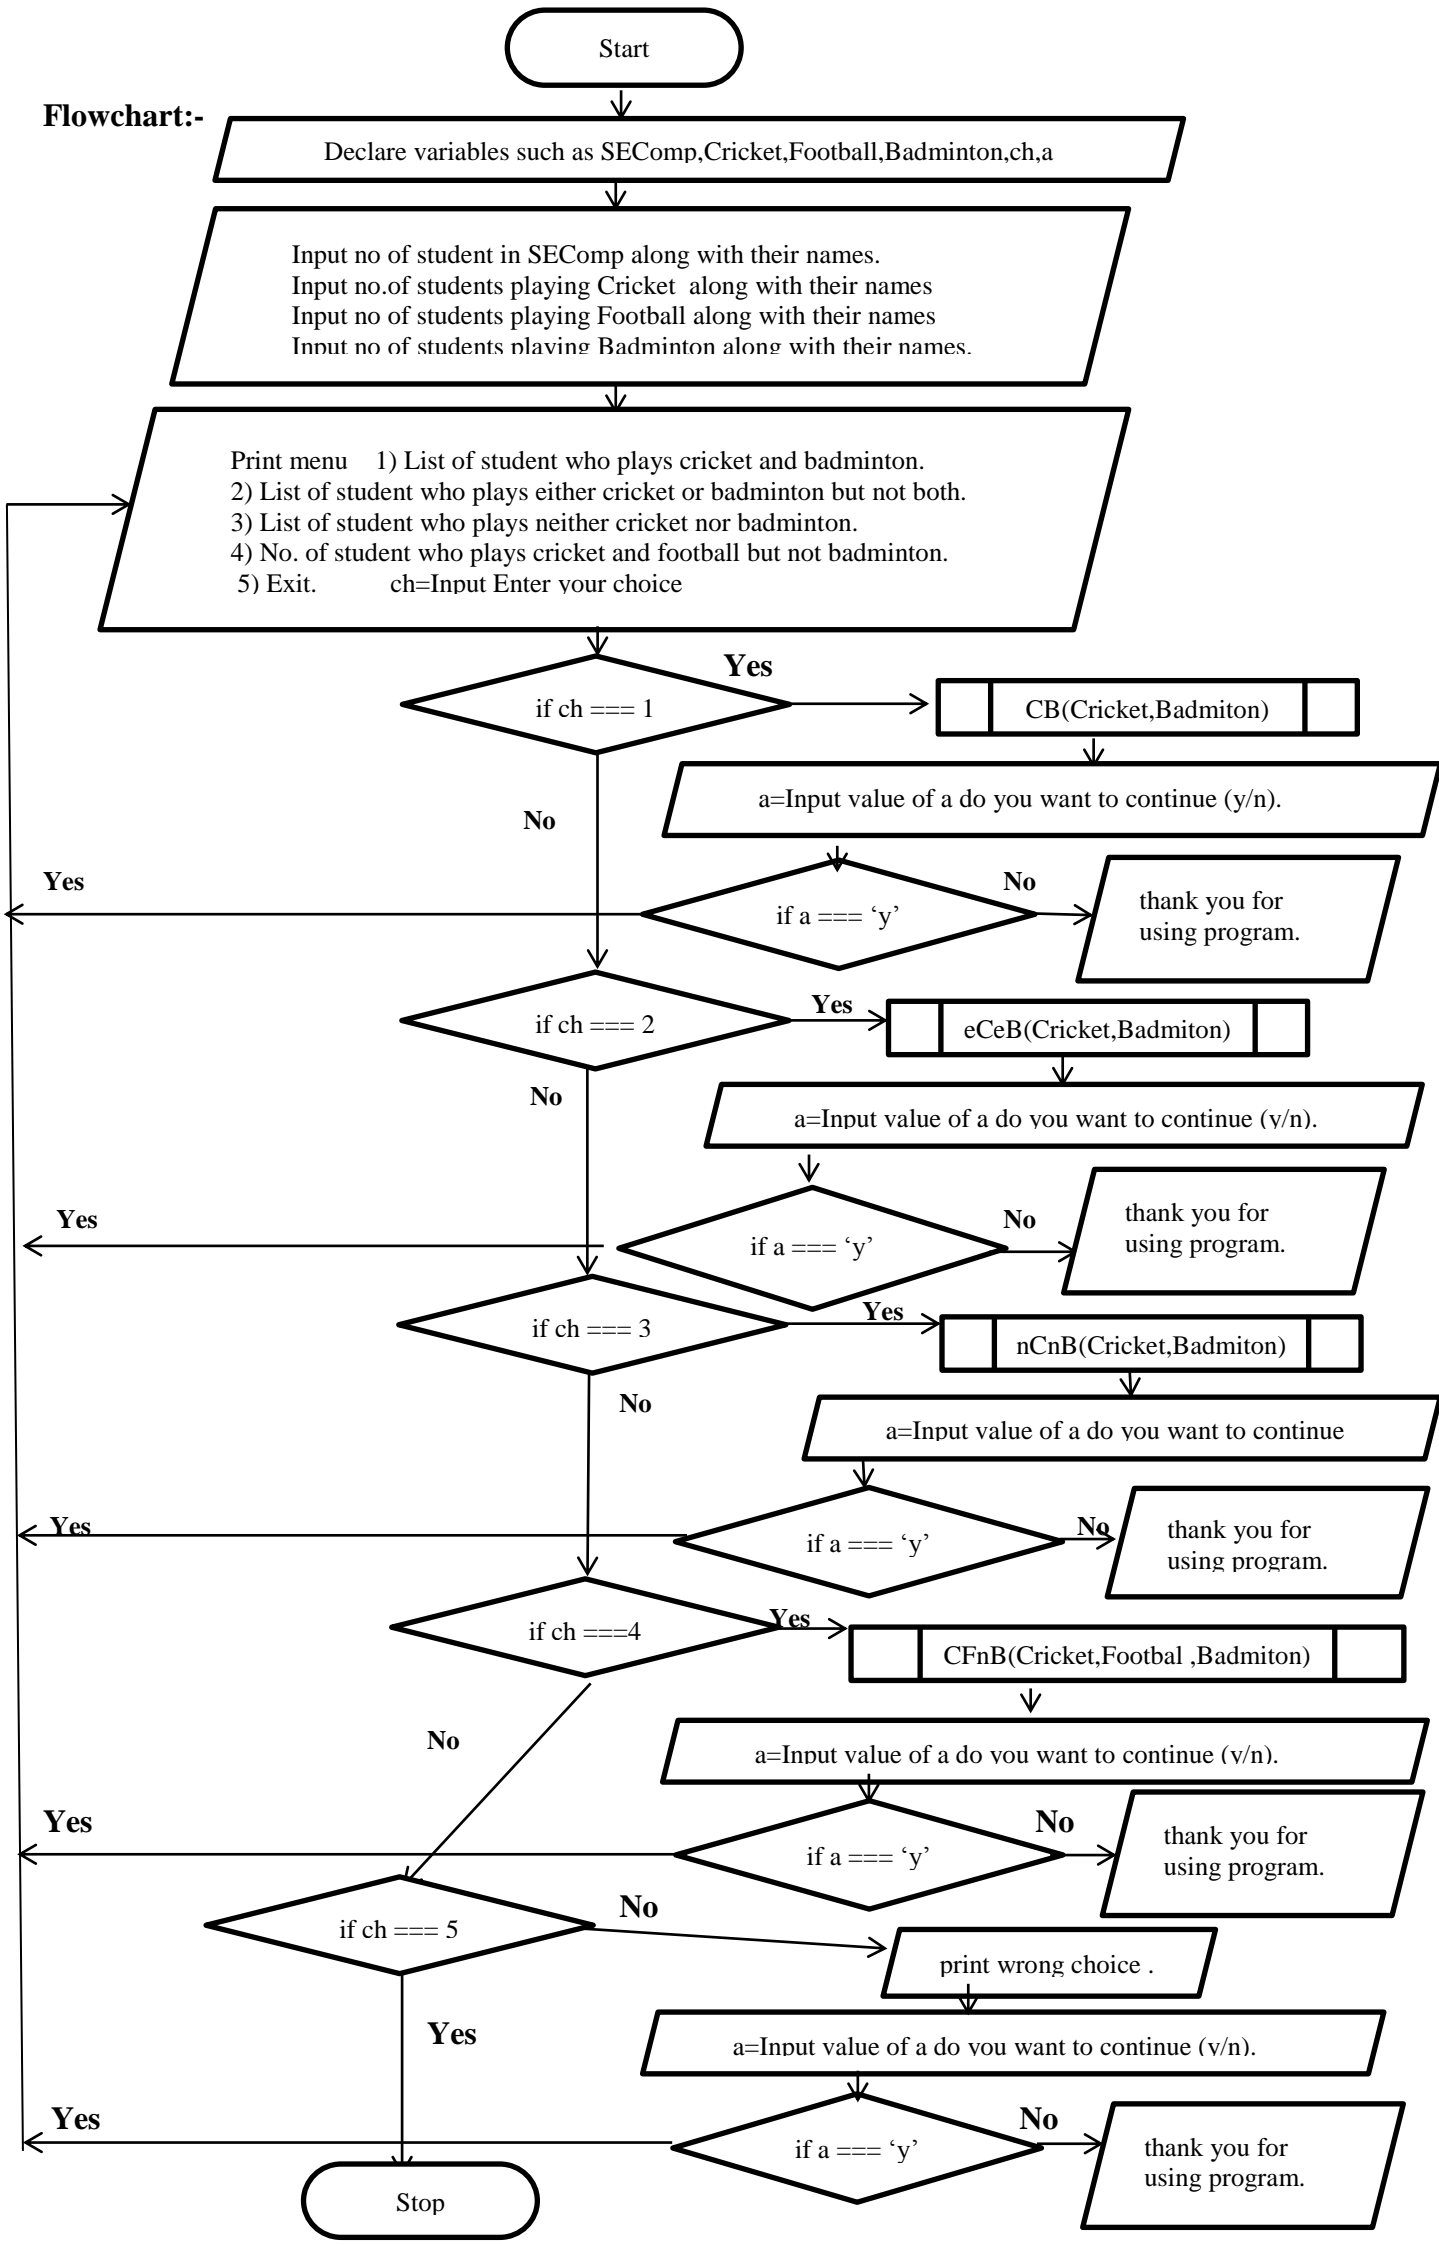 Start
Flowchart:-
Declare variables such as SEComp,Cricket,Football,Badminton,ch,a
Input no of student in SEComp along with their names.
Input no.of students playing Cricket along with their names
Input no of students playing Football along with their names
Input no of students playing Badminton along with their names.
Print menu 1) List of student who plays cricket and badminton.
2) List of student who plays either cricket or badminton but not both.
3) List of student who plays neither cricket nor badminton.
4) No. of student who plays cricket and football but not badminton.
5) Exit. ch=Input Enter your choice
Yes
if ch === 1
CB(Cricket,Badmiton)
a=Input value of a do you want to continue (y/n).
No
Yes
No
if a === ‘y’
thank you for
using program.
Yes
if ch === 2
eCeB(Cricket,Badmiton)
No
a=Input value of a do you want to continue (y/n).
Yes
No
if a === ‘y’
thank you for
using program.
Yes
if ch === 3
nCnB(Cricket,Badmiton)
No
a=Input value of a do you want to continue
Yes
No
if a === ‘y’
thank you for
using program.
Yes
if ch ===4
CFnB(Cricket,Footbal ,Badmiton)
No
a=Input value of a do you want to continue (y/n).
Yes
No
if a === ‘y’
thank you for
using program.
No
if ch === 5
print wrong choice .
Yes
a=Input value of a do you want to continue (y/n).
Yes
No
if a === ‘y’
thank you for
using program.
Stop